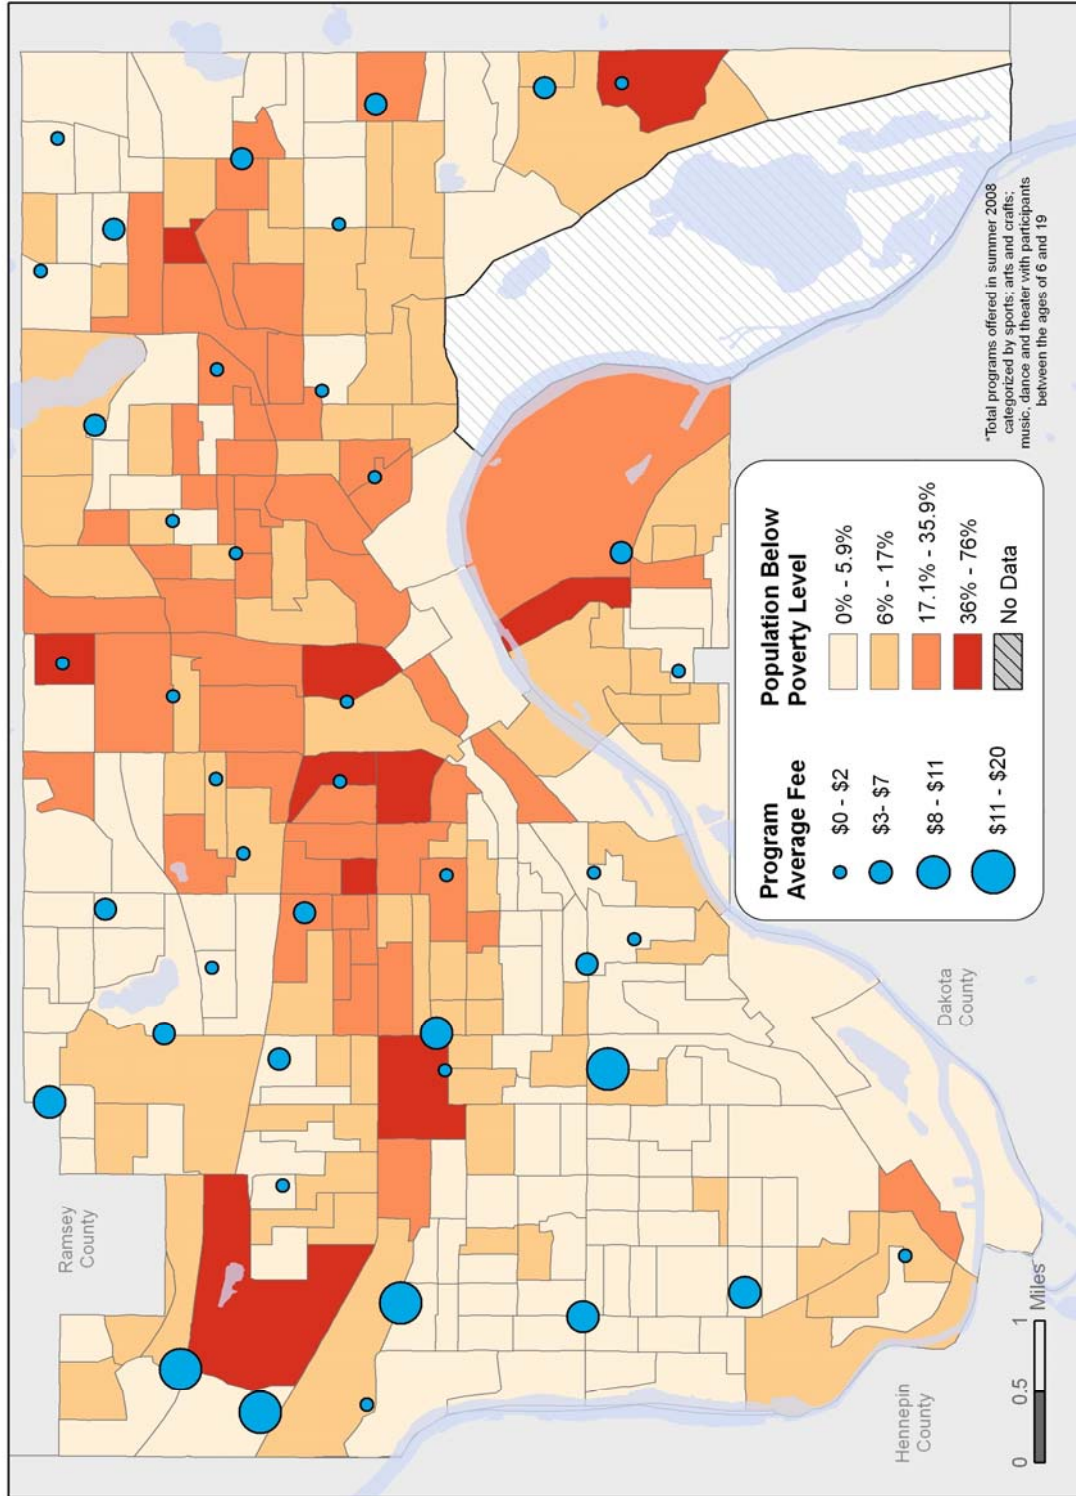 Ramsey
County
Program
Average Fee
$0 - $2
$3- $7
$8 - $11
$11 - $20
Population Below
Poverty Level
0% - 5.9%
6% - 17%
17.1% - 35.9%
36% - 76%
No Data
*Total programs offered in summer 2008
categorized by sports; arts and crafts;
music, dance and theater with participants
between the ages of 6 and 19
Hennepin
County
Dakota
County
0 0.5 1
Miles